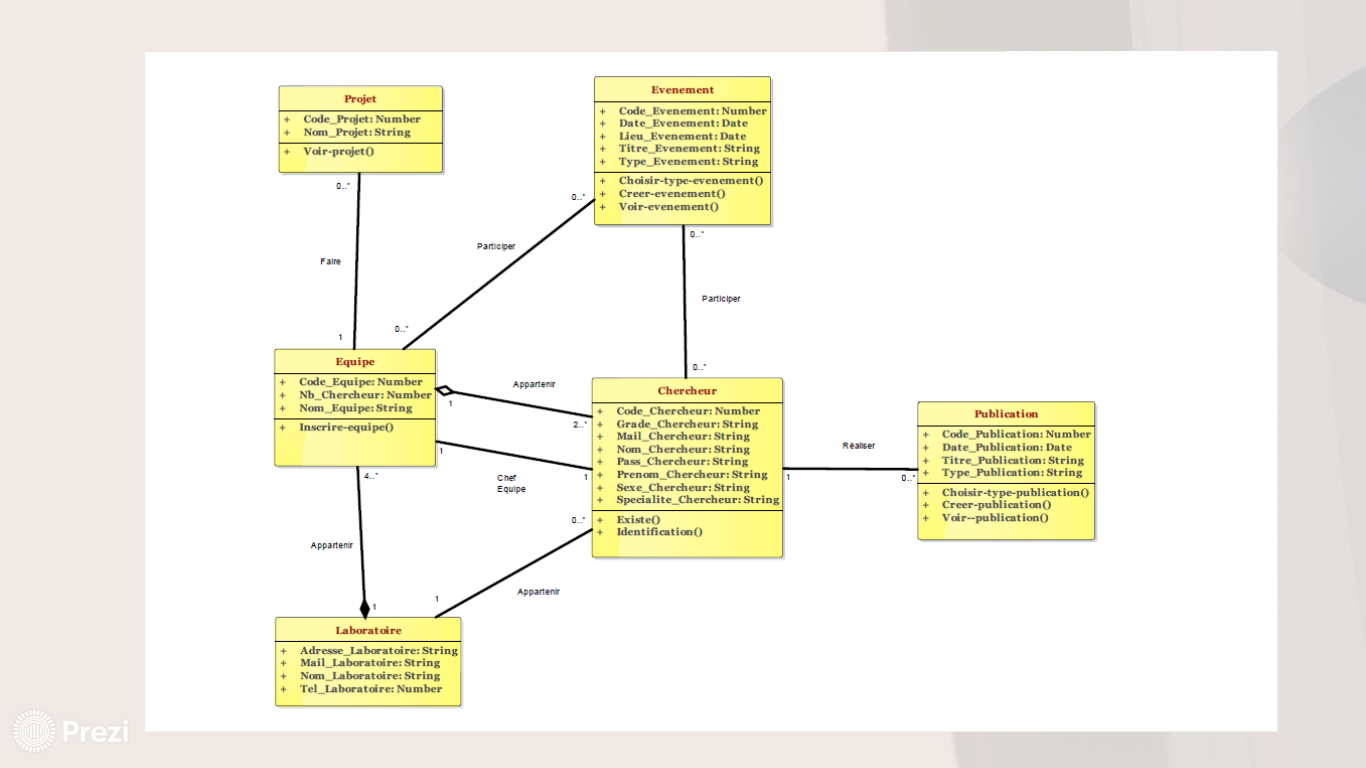 Projet
+ Code_Projet: Number
+ Nom_Projet: String
+ Voir-projet()
Evenement
+ Code_Evenement: Number
+ Date_Evenement: Date
+ Lieu_Evenement: Date
+ Titre_Evenement: String
+ Type_Evenement: String
+ Choisir-type-evenement()
+ Creer-evenement()
+ Voir-evenement()
0..*
0..*
0..*
Participer
Faire
Participer
0..*
1
0..*
Equipe
+ Code_Equipe: Number
+ Nb_Chercheur: Number
+ Nom_Equipe: String
+ Inscrire-equipe()
Appartenir
1
2..*
1
Chef
Equipe
1
Chercheur
+ Code_Chercheur: Number
+ Grade_Chercheur: String
+ Mail_Chercheur: String
+ Nom_Chercheur: String
+ Pass_Chercheur: String
+ Prenom_Chercheur: String
+ Sexe_Chercheur: String
+ Specialite_Chercheur: String
+ Existe()
+ Identification()
Réaliser
1
0..*
Publication
+ Code_Publication: Number
+ Date_Publication: Date
+ Titre_Publication: String
+ Type_Publication: String
+ Choisir-type-publication()
+ Creer-publication()
+ Voir--publication()
4..*
0..*
Appartenir
Appartenir
1
1
Laboratoire
+ Adresse_Laboratoire: String
+ Mail_Laboratoire: String
+ Nom_Laboratoire: String
+ Tel_Laboratoire: Number
Prezi